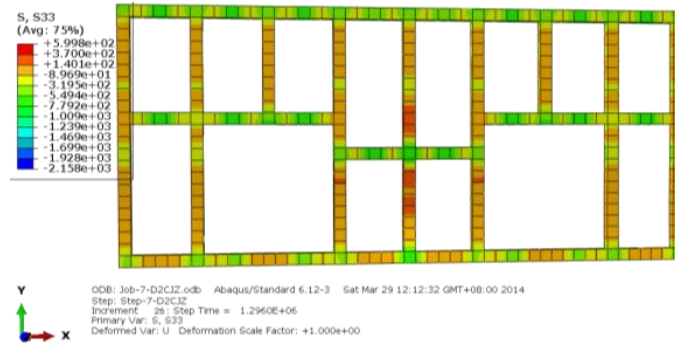 S, S33
(Avg: 75%)
+5.998e+02
+3.700e+02
+1.401e+02
-8.969e+01
-3.195e+02
-5.494e+02
-7.792e+02
-1.009e+03
-1.239e+03
-1.469e+03
-1.699e+03
-1.928e+03
-2.158e+03
Y
X
ODB: Job-7-D2CJZ.odb Abaqus/Standard 6.12-3 Sat Mar 29 12:12:32 GMT+08:00 2014
Step: Step-7-D2CJZ
Increment 26: Step Time = 1.2960E+06
Primary Var: S, S33
Deformed Var: U Deformation Scale Factor: +1.000e+00